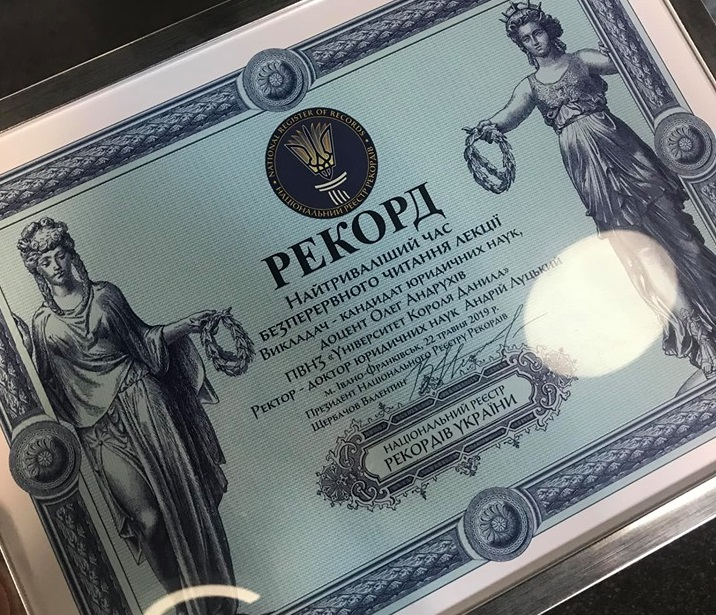 NATIONAL REGISTER OF RECORDS
НАЦІОНАЛЬНИЙ РЕЄСТР РЕКОРДІВ
РЕКОРД
НАЙТРИВАЛІШИЙ ЧАС
БЕЗПЕРЕРВНОГО ЧИТАННЯ ЛЕКЦІЇ
ВИКЛАДАЧ - КАНДИДАТ ЮРИДИЧНИХ НАУК,
ДОЦЕНТ ОЛЕГ АНДРУХІВ
ПВНЗ «УНІВЕРСИТЕТ КОРОЛЯ ДАНИЛА»
РЕКТОР - ДОКТОР ЮРИДИЧНИХ НАУК АНДРІЙ ЛУЦЬКИЙ
М. ІВАНО-ФРАНКІВСЬК, 22 ТРАВНЯ 2019 Р.
ПРЕЗИДЕНТ НАЦІОНАЛЬНОГО РЕЄСТРУ РЕКОРДІВ
ЩЕРБАЧОВ ВАЛЕНТИН
НАЦІОНАЛЬНИЙ РЕЄСТР
РЕКОРДІВ УКРАЇНИ